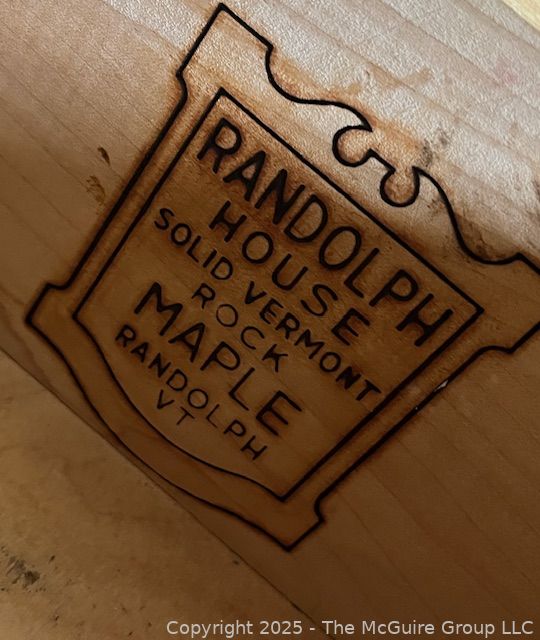 RANDOLPH
HOUSE
SOLID VERMONT
ROCK
MAPLE
RANDOLPH
VT
Copyright 2025 - The McGuire Group LLC